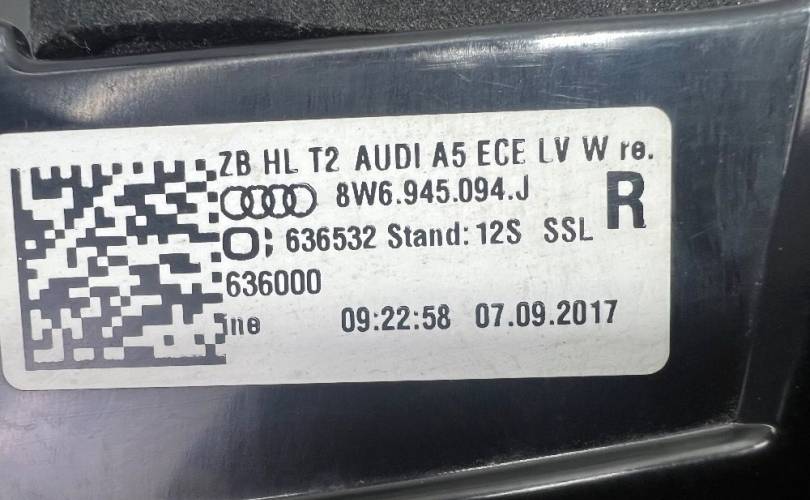 ZB HL T2 AUDI A5 ECE LV W re.
8W6.945.094.J
R
636532 Stand: 12S SSL
636000
09:22:58 07.09.2017